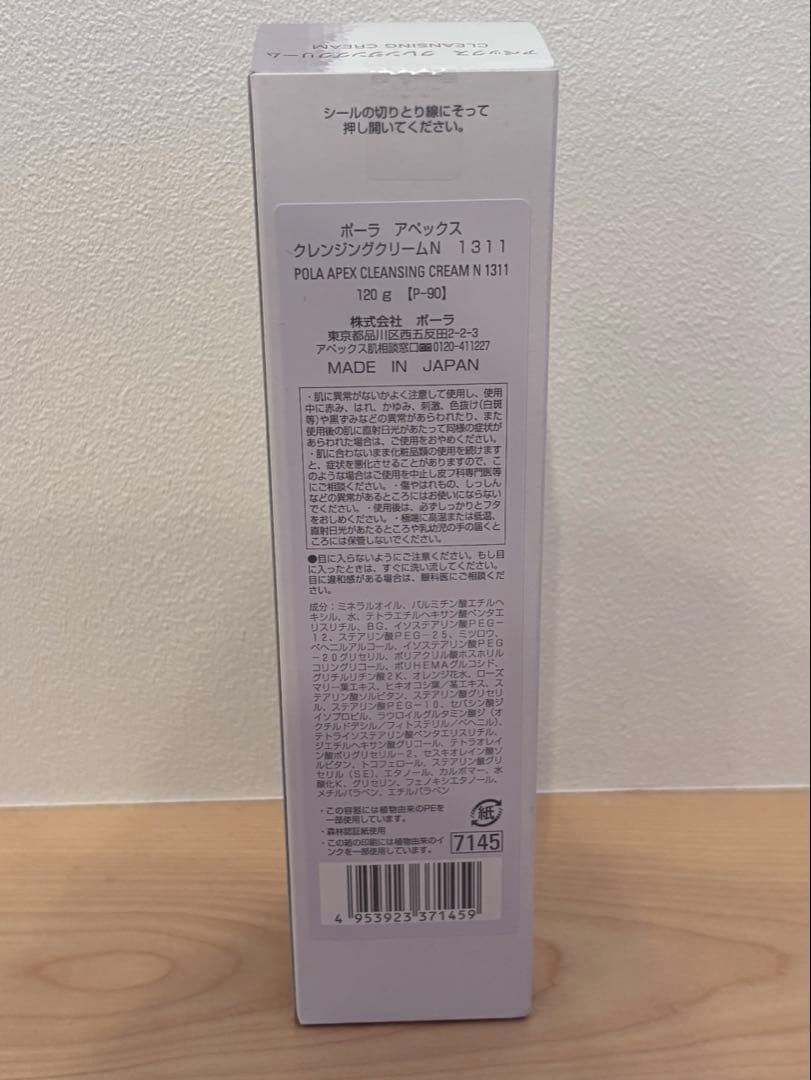 アペックス クレンジングクリーム
CLEANSING CREAM
シールの切りとり線にそって
押し開いてください。
ポーラ アペックス
クレンジングクリームN 1311
POLA APEX CLEANSING CREAM N 1311
120g 【P-90】
株式会社 ポーラ
東京都品川区西五反田2-2-3
アペックス肌相談窓口 0120-411227
MADE IN JAPAN
・肌に異常がないかよく注意して使用し、使用
中に赤み、はれ、かゆみ、刺激、色抜け(白斑
等)や黒ずみなどの異常があらわれたり、また
使用後の肌に直射日光があたって同様の症状が
あらわれた場合は、ご使用をおやめください。
・肌に合わないまま化粧品類の使用を続けます
と、症状を悪化させることがありますので、こ
のような場合はご使用を中止し皮フ科専門医等
にご相談ください。・傷やはれもの、しっしん
などの異常があるところにはお使いにならない
でください。・使用後は、必ずしっかりとフタ
をおしめください。・極端に高温または低温、
直射日光があたるところや乳幼児の手の届くと
ころには保管しないでください。
●目に入らないようにご注意ください。もし目
に入ったときは、すぐに洗い流してください。
目に違和感がある場合は、眼科医にご相談くだ
さい。
成分：ミネラルオイル、パルミチン酸エチルヘ
キシル、水、テトラエチルヘキサン酸ペンタエ
リスリチル、BG、イソステアリン酸PEG-
12、ステアリン酸PEG-25、ミツロウ、
ベヘニルアルコール、イソステアリン酸PEG
-20グリセリル、ポリアクリル酸ホスホリル
コリングリコール、ポリHEMAグルコシド、
グリチルリチン酸2K、オレンジ花水、ローズ
マリー葉エキス、ヒキオコシ葉/茎エキス、ス
テアリン酸ソルビタン、ステアリン酸グリセリ
ル、ステアリン酸PEG-10、セバシン酸ジ
イソプロピル、ラウロイルグルタミン酸ジ(オ
クチルドデシル/フィトステリル/ベヘニル)、
テトライソステアリン酸ペンタエリスリチル、
ジエチルヘキサン酸グリコール、テトラオレイ
ン酸ポリグリセリル-2、セスキオレイン酸ソ
ルビタン、トコフェロール、ステアリン酸グリ
セリル(SE)、エタノール、カルボマー、水
酸化K、グリセリン、フェノキシエタノール、
メチルパラベン、エチルパラベン
・この容器には植物由来のPEを
一部使用しています。
・森林認証紙使用
・この箱の印刷には植物由来のイ
ンクを一部使用しています。
紙
7145
4 953923 371459